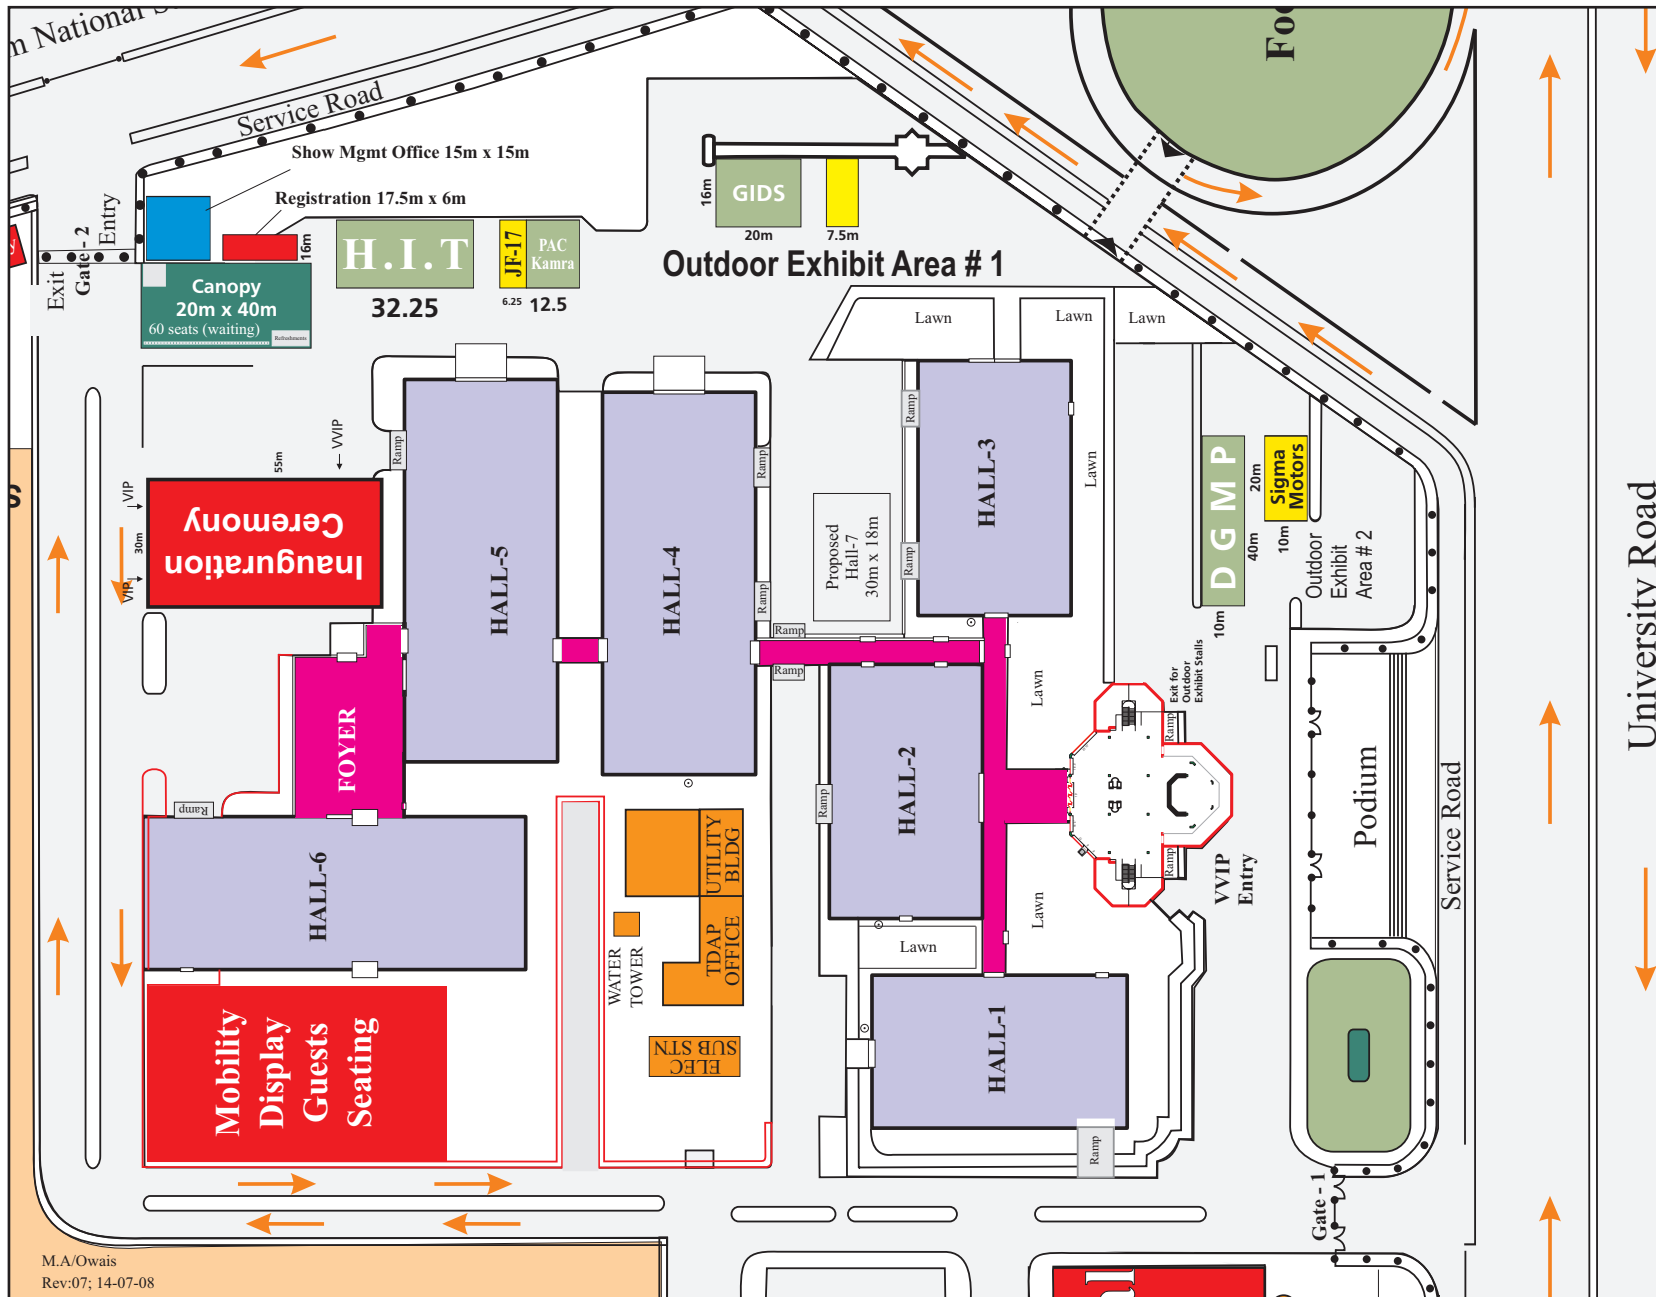 m National S
Service Road
Show Mgmt Office 15m x 15m
Registration 17.5m x 6m
Entry
Gate - 2
Exit
16m
Canopy
20m x 40m
60 seats (waiting)
Refreshments
H.I.T
32.25
JF-17
6.25
PAC
Kamra
12.5
16m
GIDS
20m
7.5m
Outdoor Exhibit Area # 1
Lawn
Lawn
Lawn
Lawn
VVIP
55m
VIP
30m
VIP
Inauguration
Ceremony
S
Ramp
HALL-5
HALL-4
Ramp
Ramp
Ramp
Ramp
Proposed
Hall-7
30m x 18m
Ramp
Ramp
HALL-3
D G M P
40m
10m
20m
Sigma
Motors
10m
Outdoor
Exhibit
Area # 2
Exit for
Outdoor
Exhibit Stalls
Lawn
FOYER
Ramp
HALL-6
Ramp
HALL-2
Ramp
Ramp
VVIP
Entry
Podium
Service Road
University Road
UTILITY
BLDG
TDAP
OFFICE
WATER
TOWER
ELEC
SUB STN
Lawn
Lawn
HALL-1
Ramp
Mobility
Display
Guests
Seating
Gate - 1
M.A/Owais
Rev:07; 14-07-08